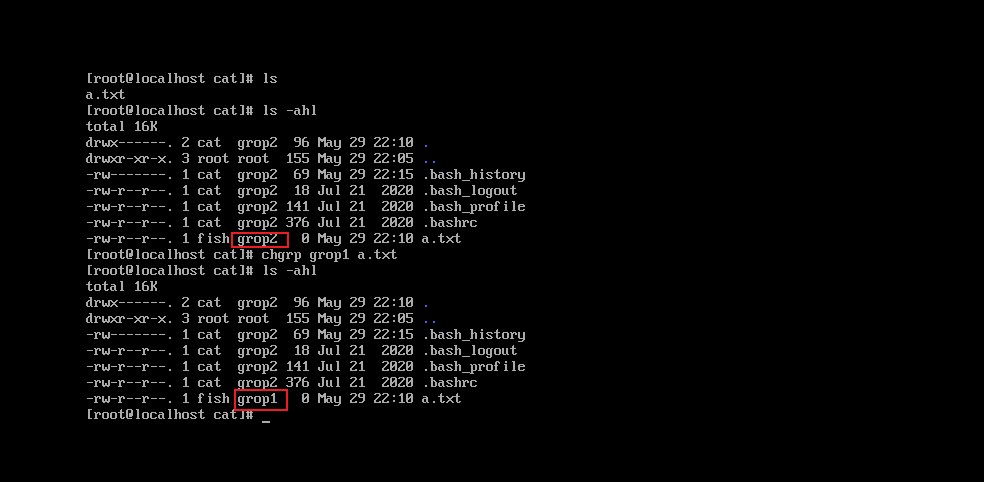 [root@localhost cat]# ls
a.txt
[root@localhost cat]# ls -ahl
total 16K
drwx------. 2 cat  grop2  96 May 29 22:10 .
drwxr-xr-x. 3 root root  155 May 29 22:05 ..
-rw-------. 1 cat  grop2  69 May 29 22:15 .bash_history
-rw-r--r--. 1 cat  grop2  18 Jul 21  2020 .bash_logout
-rw-r--r--. 1 cat  grop2 141 Jul 21  2020 .bash_profile
-rw-r--r--. 1 cat  grop2 376 Jul 21  2020 .bashrc
-rw-r--r--. 1 fish grop2   0 May 29 22:10 a.txt
[root@localhost cat]# chgrp grop1 a.txt
[root@localhost cat]# ls -ahl
total 16K
drwx------. 2 cat  grop2  96 May 29 22:10 .
drwxr-xr-x. 3 root root  155 May 29 22:05 ..
-rw-------. 1 cat  grop2  69 May 29 22:15 .bash_history
-rw-r--r--. 1 cat  grop2  18 Jul 21  2020 .bash_logout
-rw-r--r--. 1 cat  grop2 141 Jul 21  2020 .bash_profile
-rw-r--r--. 1 cat  grop2 376 Jul 21  2020 .bashrc
-rw-r--r--. 1 fish grop1   0 May 29 22:10 a.txt
[root@localhost cat]# _